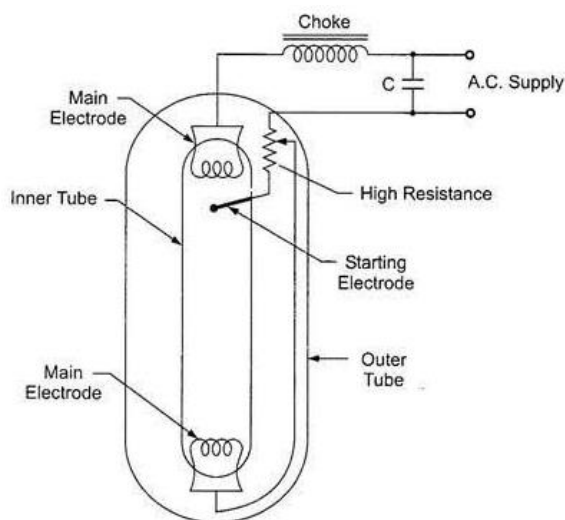 Choke
C
A.C. Supply
Main
Electrode
Inner Tube
High Resistance
Starting
Electrode
Main
Electrode
Outer
Tube